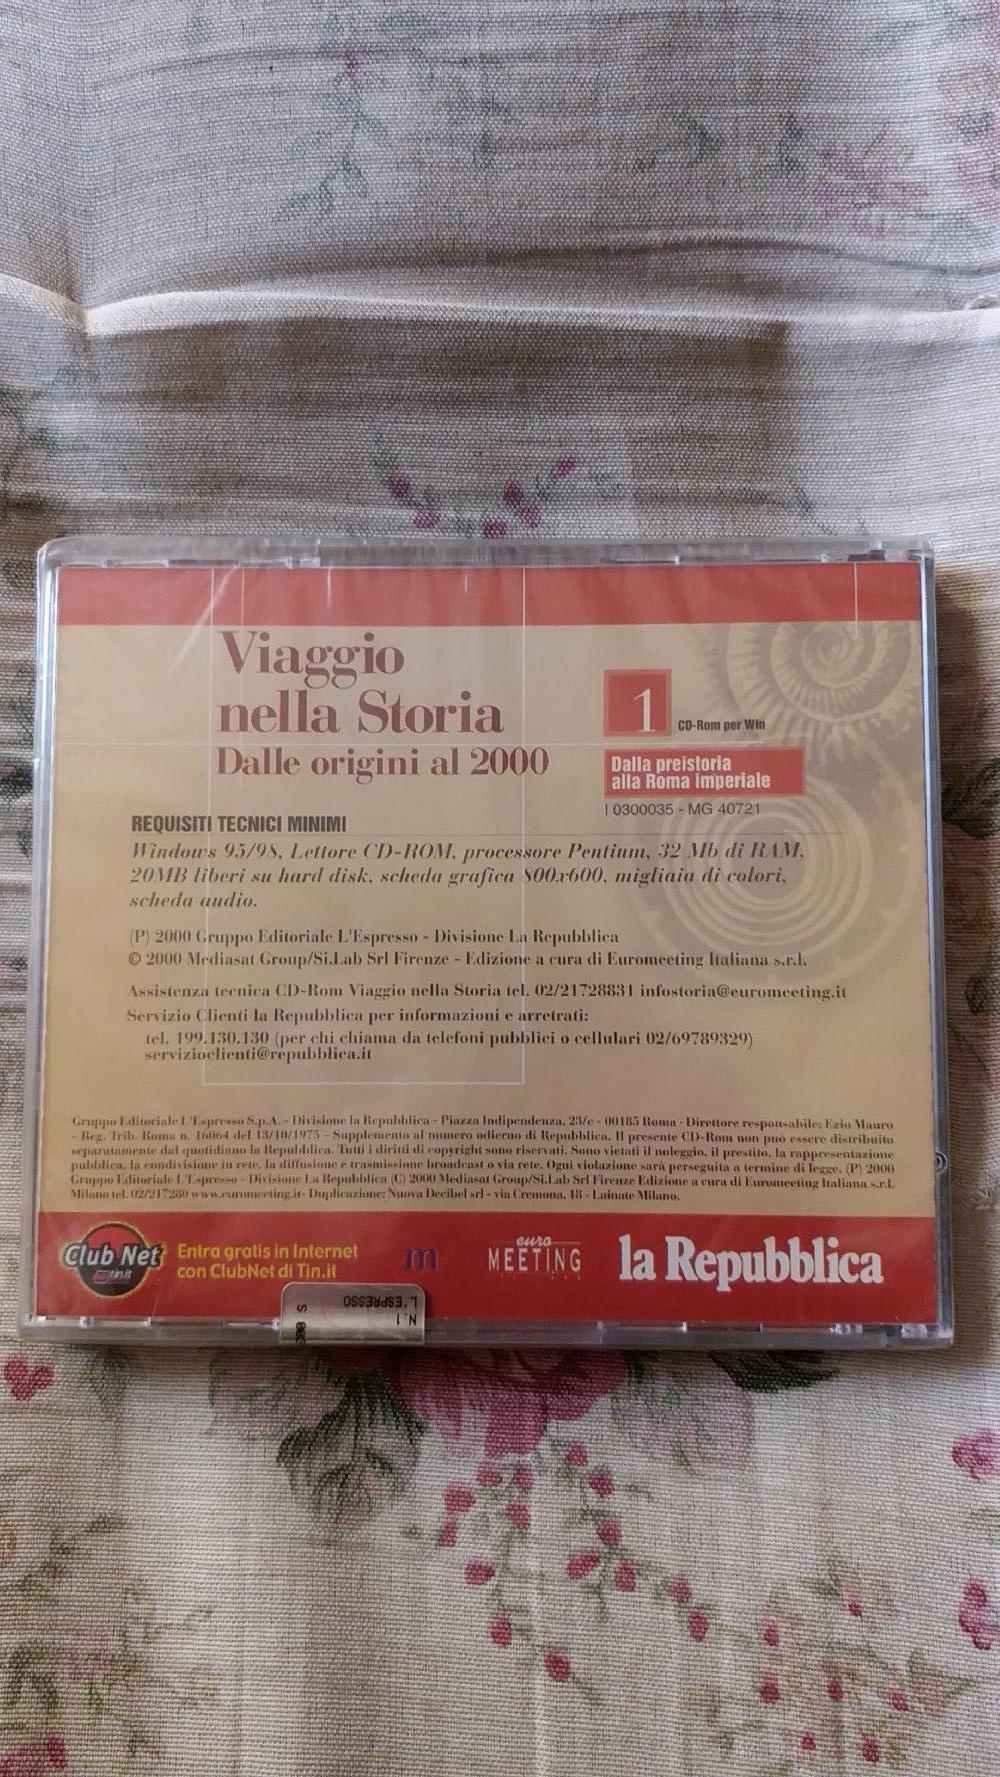 Viaggio
nella Storia
Dalle origini al 2000
1
CD-Rom per Win
Dalla preistoria
alla Roma imperiale
I 0300035 - MG 40721
REQUISITI TECNICI MINIMI
Windows 95/98, Lettore CD-ROM, processore Pentium, 32 Mb di RAM,
20MB liberi su hard disk, scheda grafica 800x600, migliaia di colori,
scheda audio.
(P) 2000 Gruppo Editoriale L'Espresso - Divisione La Repubblica
© 2000 Mediasat Group/Si.Lab Srl Firenze - Edizione a cura di Euromeeting Italiana s.r.l.
Assistenza tecnica CD-Rom Viaggio nella Storia tel. 02/21728831 infostoria@euromeeting.it
Servizio Clienti la Repubblica per informazioni e arretrati:
tel. 199.130.130 (per chi chiama da telefoni pubblici o cellulari 02/69789329)
servizioclienti@repubblica.it
Gruppo Editoriale L'Espresso S.p.A. - Divisione la Repubblica - Piazza Indipendenza, 23/c - 00185 Roma - Direttore responsabile: Ezio Mauro
- Reg. Trib. Roma n. 16064 del 13/10/1975 - Supplemento al numero odierno di Repubblica. Il presente CD-Rom non può essere distribuito
separatamente dal quotidiano la Repubblica. Tutti i diritti di copyright sono riservati. Sono vietati il noleggio, il prestito, la rappresentazione
pubblica, la condivisione in rete, la diffusione e trasmissione broadcast o via rete. Ogni violazione sarà perseguita a termine di legge. (P) 2000
Gruppo Editoriale L'Espresso - Divisione La Repubblica (C) 2000 Mediasat Group/Si.Lab Srl Firenze Edizione a cura di Euromeeting Italiana s.r.l.
Milano tel. 02/217280 www.euromeeting.it - Duplicazione: Nuova Decibel srl - via Cremona, 18 - Lainate Milano.
Club Net
tin.it
Entra gratis in Internet
con ClubNet di Tin.it
m
euro
MEETING
la Repubblica
N.1
L'ESPRESSO